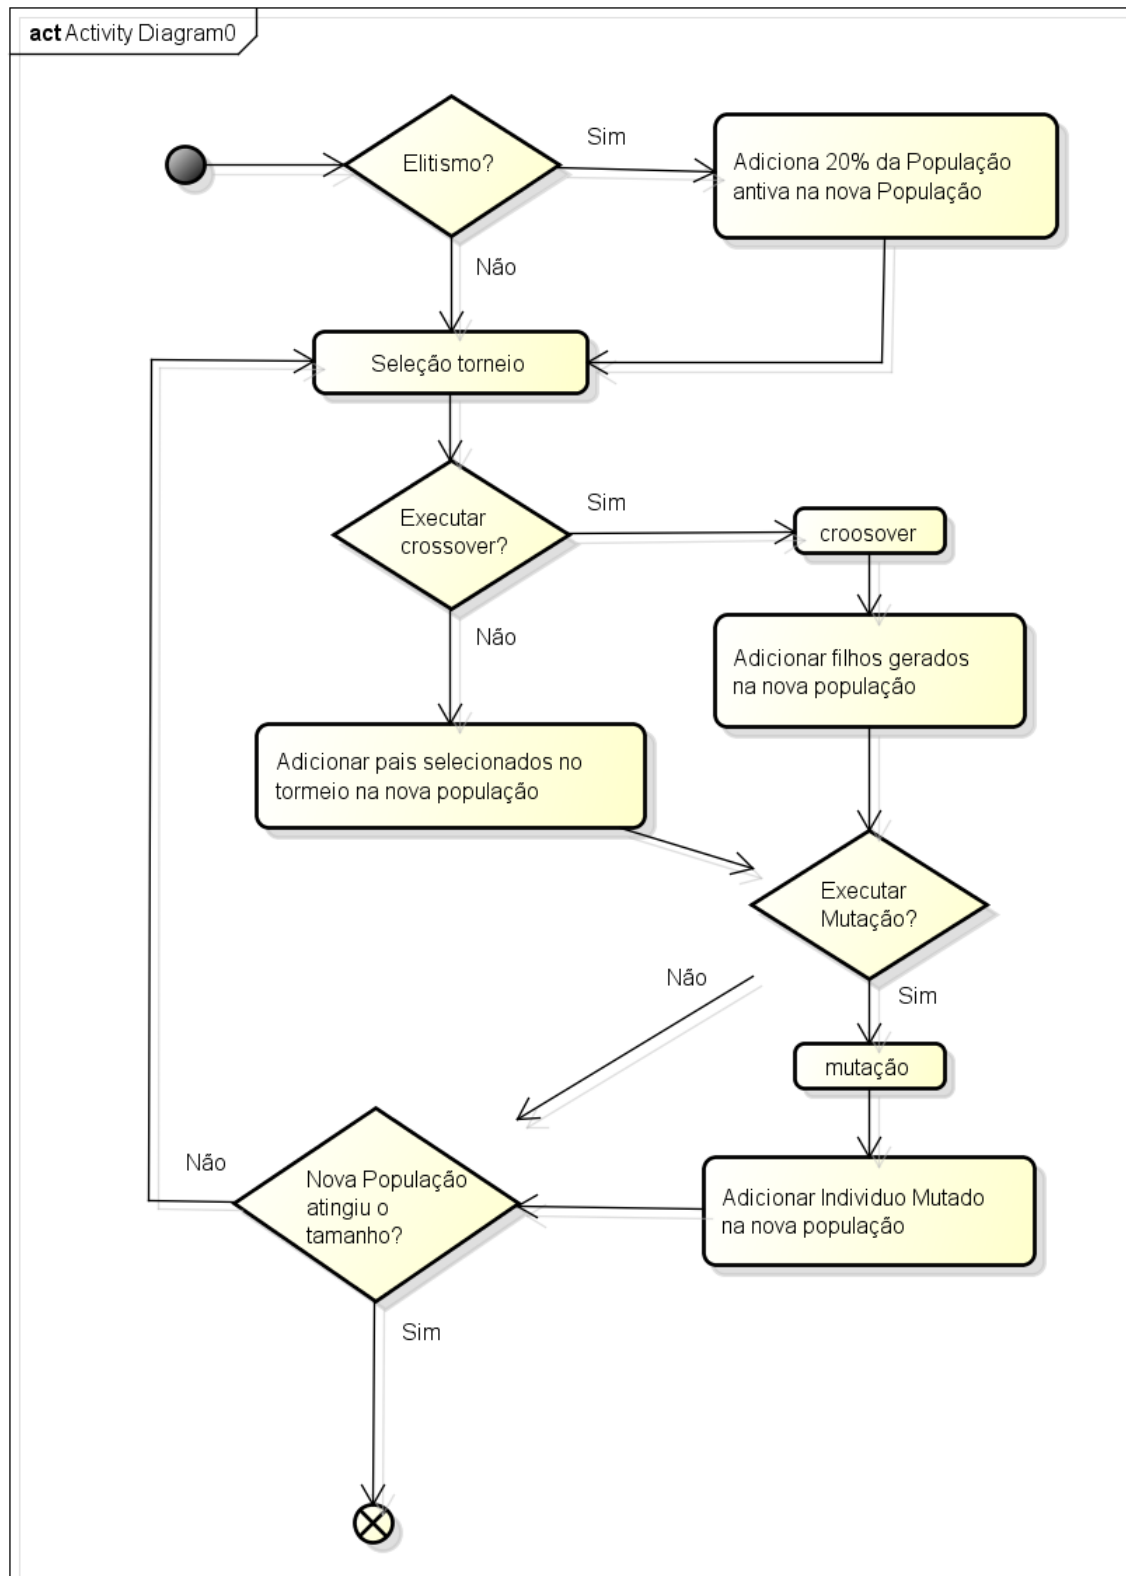 act Activity Diagram0
Elitismo?
Sim
Adiciona 20% da População
antiva na nova População
Não
Seleção torneio
Executar
crossover?
Sim
croosover
Não
Adicionar filhos gerados
na nova população
Adicionar pais selecionados no
tormeio na nova população
Executar
Mutação?
Não
Sim
mutação
Não
Nova População
atingiu o
tamanho?
Adicionar Individuo Mutado
na nova população
Sim